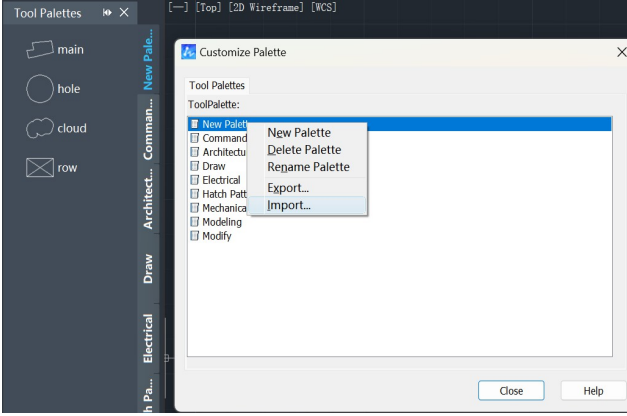 Tool Palettes
[—] [Top] [2D Wireframe] [WCS]
main
hole
cloud
row
New Pale...
Comman...
Architect...
Draw
Electrical
h Pa...
Customize Palette
Tool Palettes
ToolPalette:
New Palett
Command
Architectu
Draw
Electrical
Hatch Patt
Mechanica
Modeling
Modify
New Palette
Delete Palette
Rename Palette
Export...
Import...
Close
Help